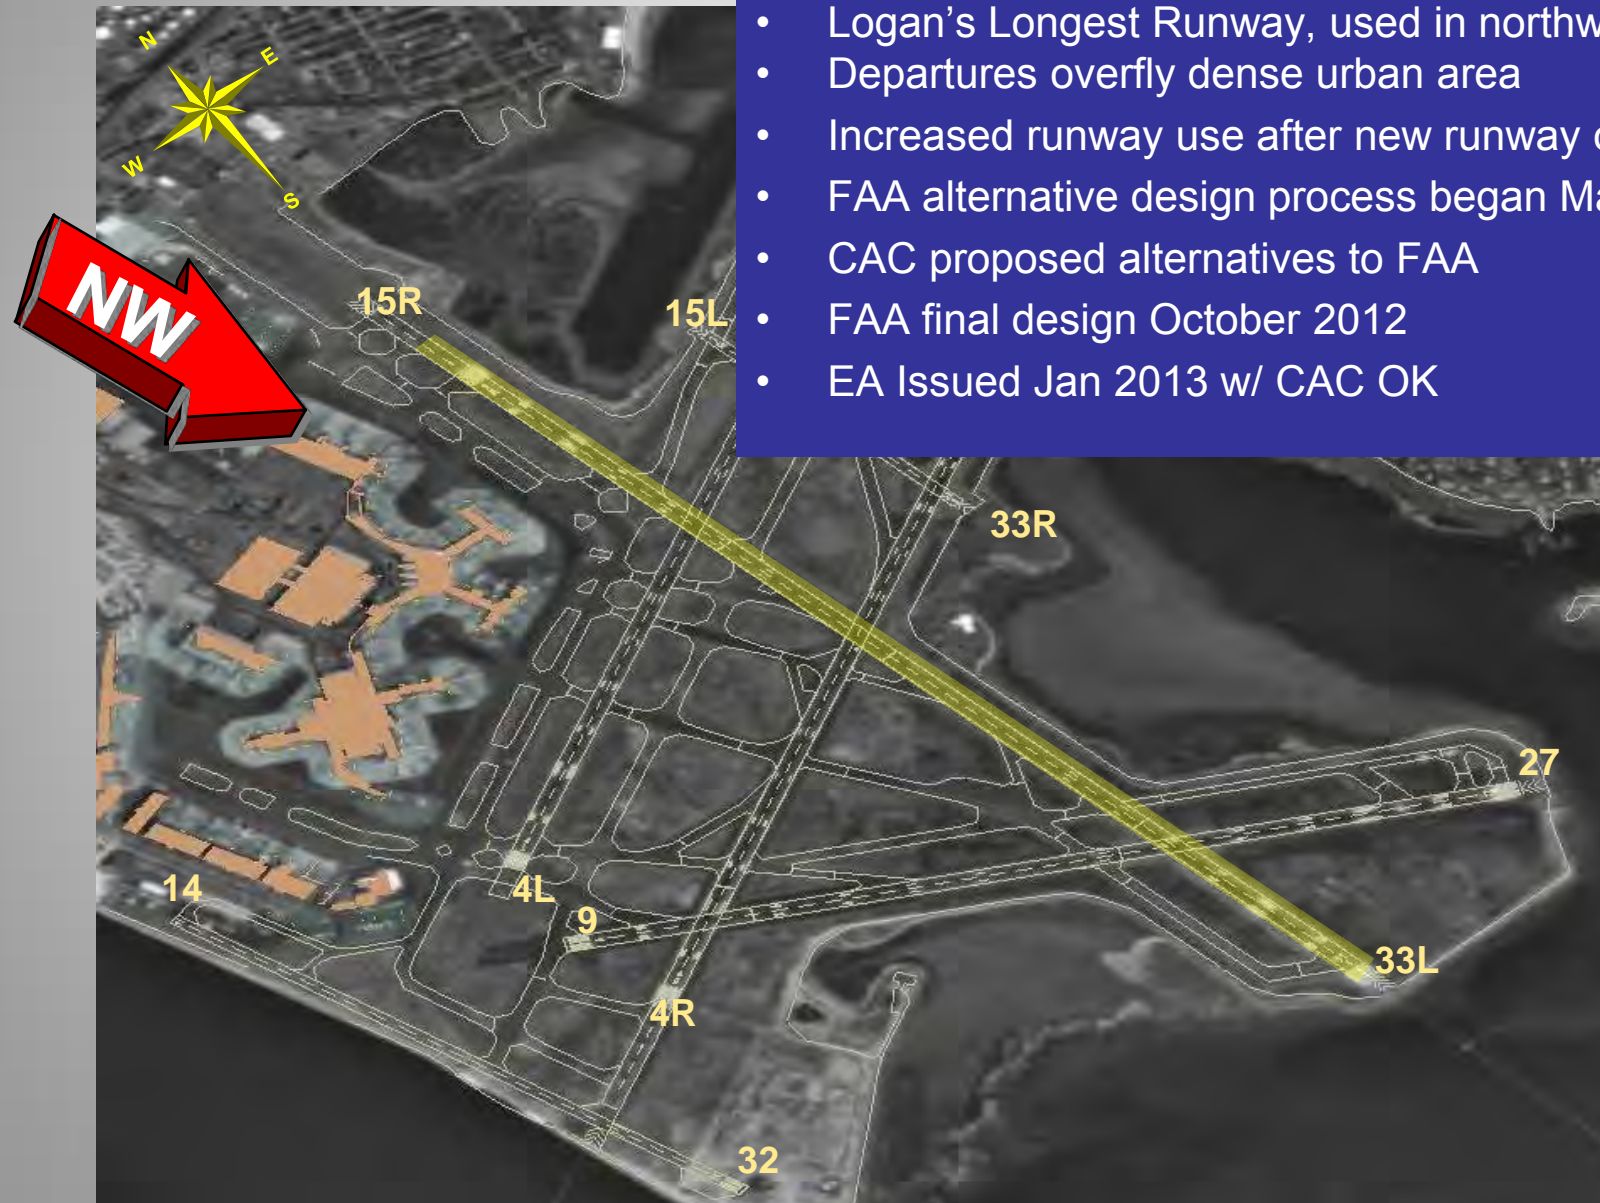 • Logan's Longest Runway, used in northw
• Departures overfly dense urban area
• Increased runway use after new runway
• FAA alternative design process began Ma
• CAC proposed alternatives to FAA
• FAA final design October 2012
• EA Issued Jan 2013 w/ CAC OK
N
E
W
S
NW
15R
15L
33R
27
14
4L
9
33L
4R
32